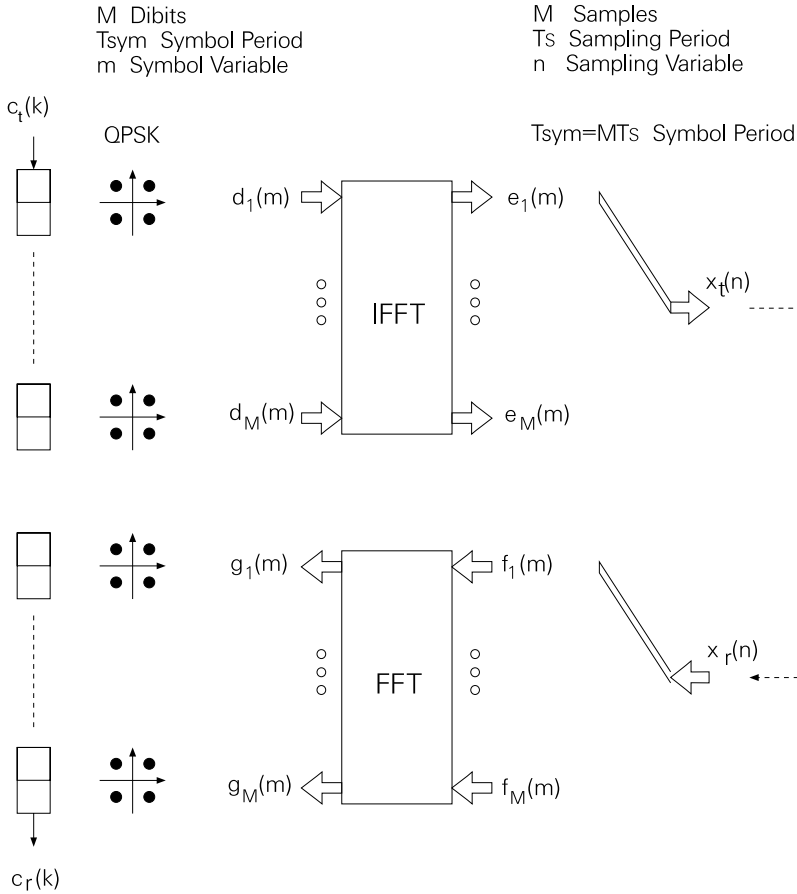 M Dibits
Tsym Symbol Period
m Symbol Variable
M Samples
Ts Sampling Period
n Sampling Variable
c_t(k)
QPSK
Tsym=MTs Symbol Period
d_1(m)
e_1(m)
x_t(n)
IFFT
d_M(m)
e_M(m)
g_1(m)
f_1(m)
x_r(n)
FFT
g_M(m)
f_M(m)
c_r(k)